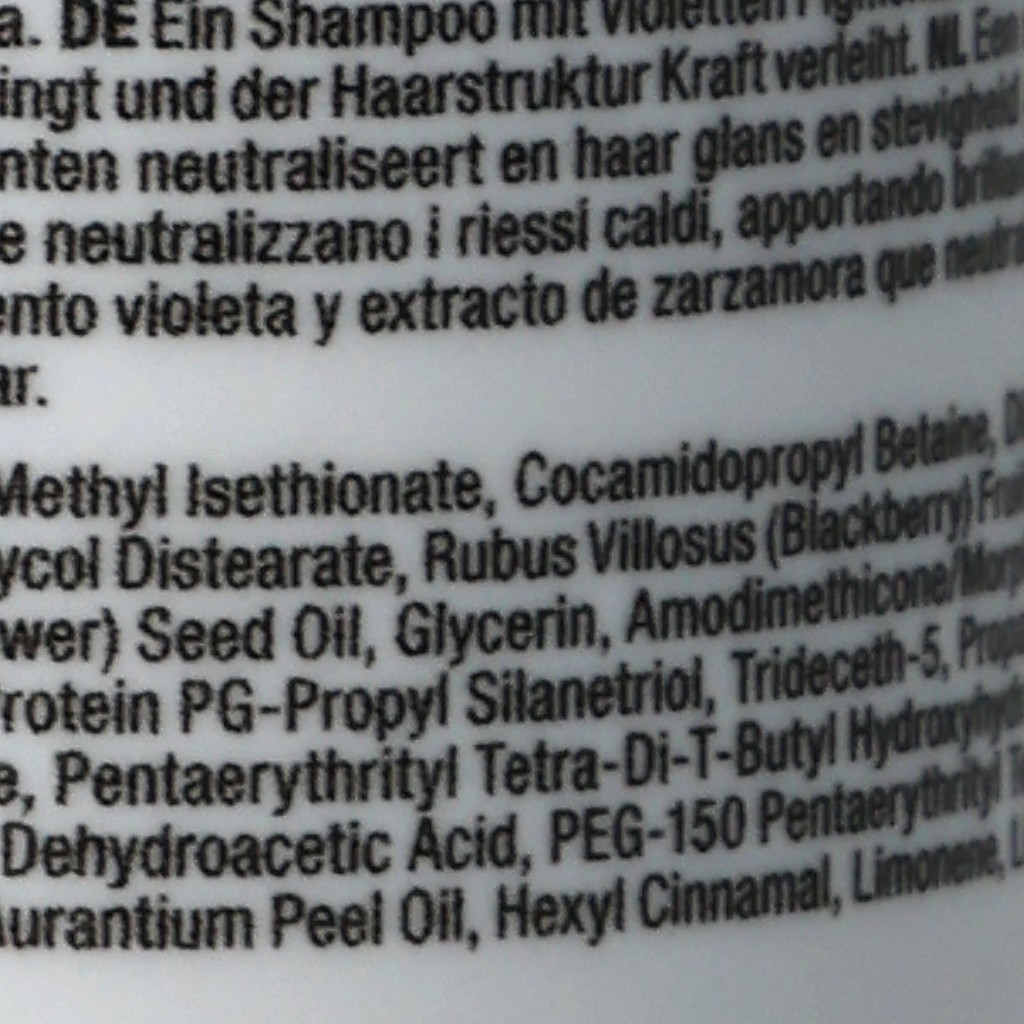 a. DE Ein Shampoo mit violetten
ingt und der Haarstruktur Kraft verleiht. NL Een
nten neutraliseert en haar glans en stevigheid
e neutralizzano i riessi caldi, apportando
ento violeta y extracto de zarzamora que
ar.
Methyl Isethionate, Cocamidopropyl Betaine, D
ycol Distearate, Rubus Villosus (Blackberry)
wer) Seed Oil, Glycerin, Amodimethicone/
rotein PG-Propyl Silanetriol, Trideceth-5,
e, Pentaerythrityl Tetra-Di-T-Butyl
Dehydroacetic Acid, PEG-150 Pentaerythrityl
Aurantium Peel Oil, Hexyl Cinnamal, Limonene, L